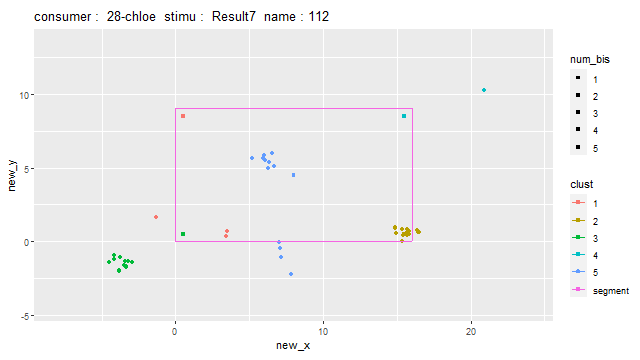 consumer :  28-chloe  stimu :  Result7  name : 112
new_y
10
5
0
-5
0
10
20
new_x
num_bis
1
2
3
4
5
clust
1
2
3
4
5
segment